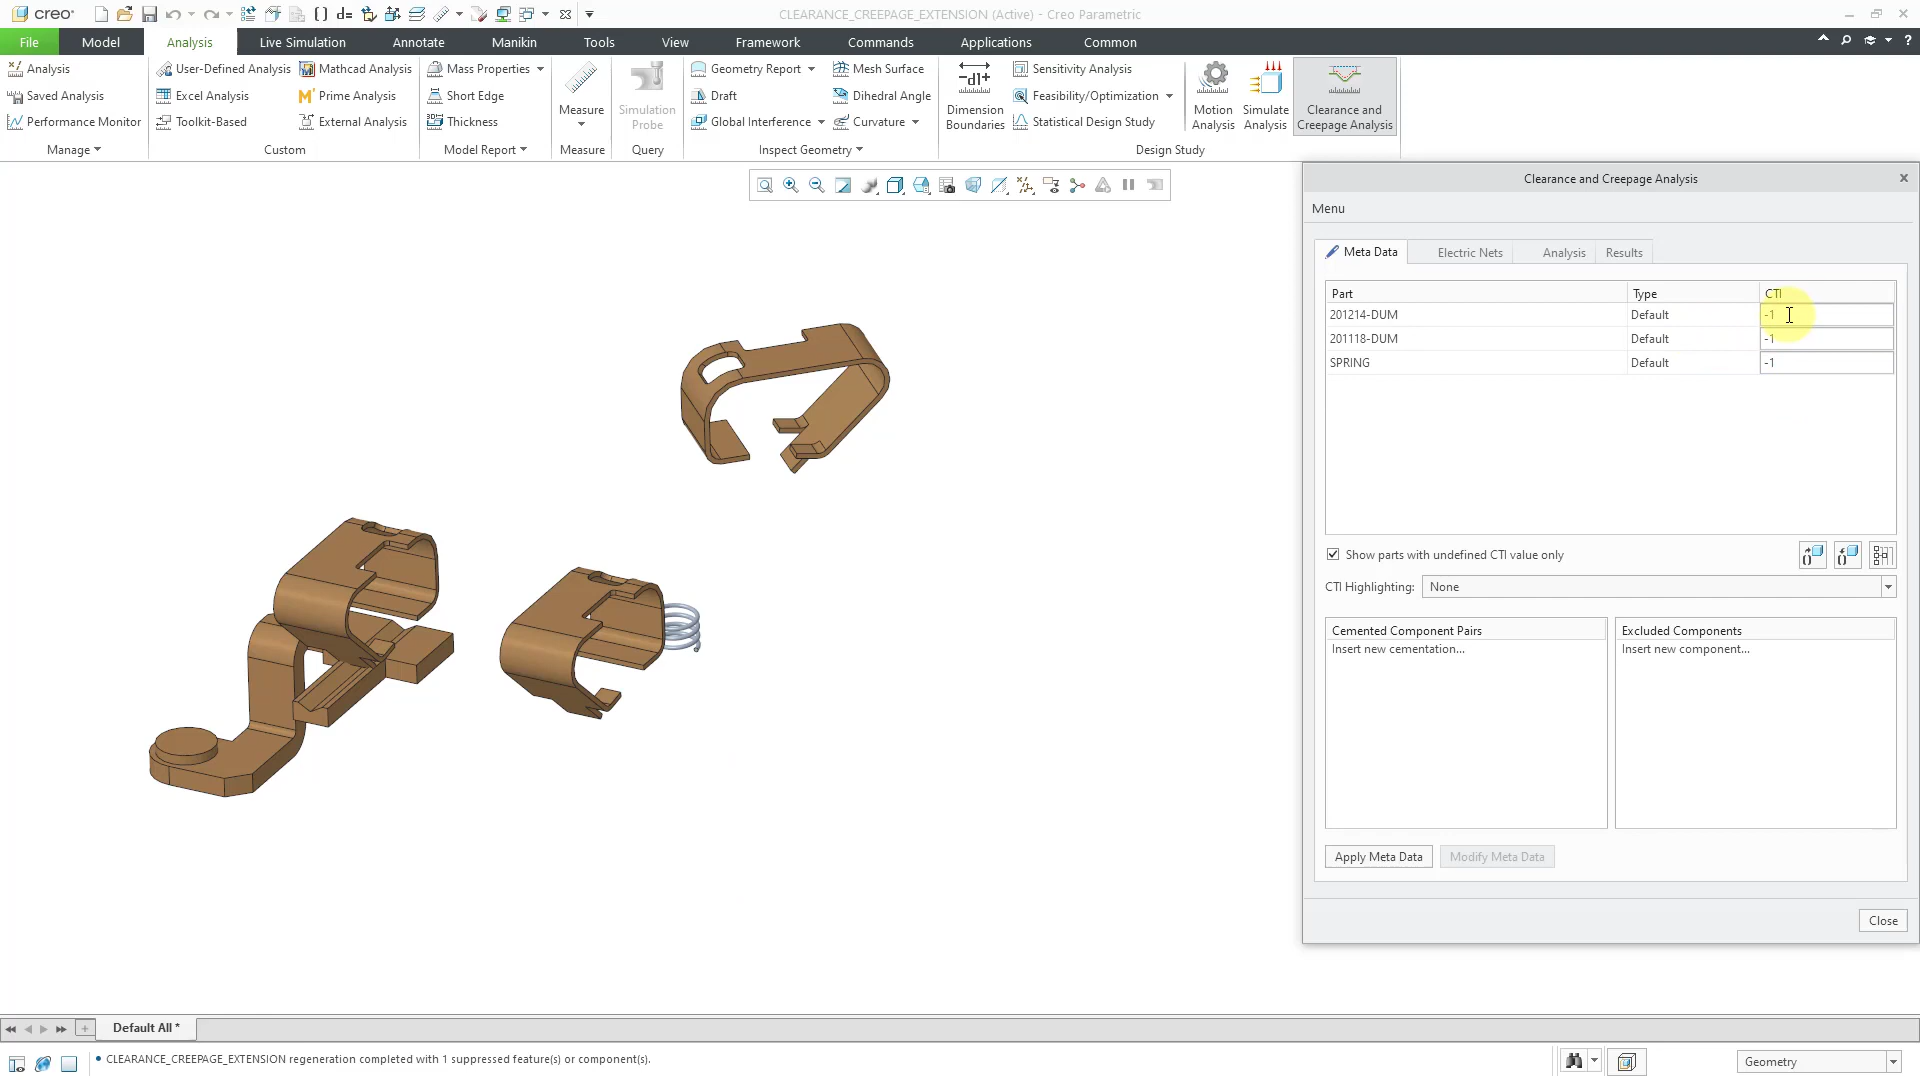 creo°
CLEARANCE_CREEPAGE_EXTENSION (Active) - Creo Parametric
File Model Analysis Live Simulation Annotate Manikin Tools View Framework Commands Applications Common
Analysis User-Defined Analysis Mathcad Analysis Mass Properties Geometry Report Mesh Surface Sensitivity Analysis
Saved Analysis Excel Analysis Prime Analysis Short Edge Draft Dihedral Angle Feasibility/Optimization
Performance Monitor Toolkit-Based External Analysis Thickness Global Interference Curvature Statistical Design Study
Measure
Simulation
Probe
Dimension
Boundaries
Motion
Analysis
Simulate
Analysis
Clearance and
Creepage Analysis
Manage Custom Model Report Measure Query Inspect Geometry Design Study
Clearance and Creepage Analysis
Menu
Meta Data Electric Nets Analysis Results
Part Type CTI
201214-DUM Default -1
201118-DUM Default -1
SPRING Default -1
Show parts with undefined CTI value only
CTI Highlighting: None
Cemented Component Pairs Excluded Components
Insert new cementation... Insert new component...
Apply Meta Data Modify Meta Data
Close
Default All *
• CLEARANCE_CREEPAGE_EXTENSION regeneration completed with 1 suppressed feature(s) or component(s).
Geometry